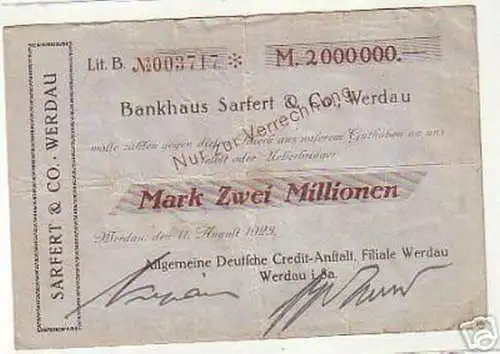 SARFERT & CO. · WERDAU
Lit. B. №003717 *
M. 2000000.—
Bankhaus Sarfert & Co. Werdau
Nur zur Verrechnung
wolle zahlen gegen diesen Scheck aus unserem Guthaben an uns
selbst oder Ueberbringer
Mark Zwei Millionen
Werdau, den 11. August 1923.
Allgemeine Deutsche Credit-Anstalt, Filiale Werdau
Werdau i. Sa.